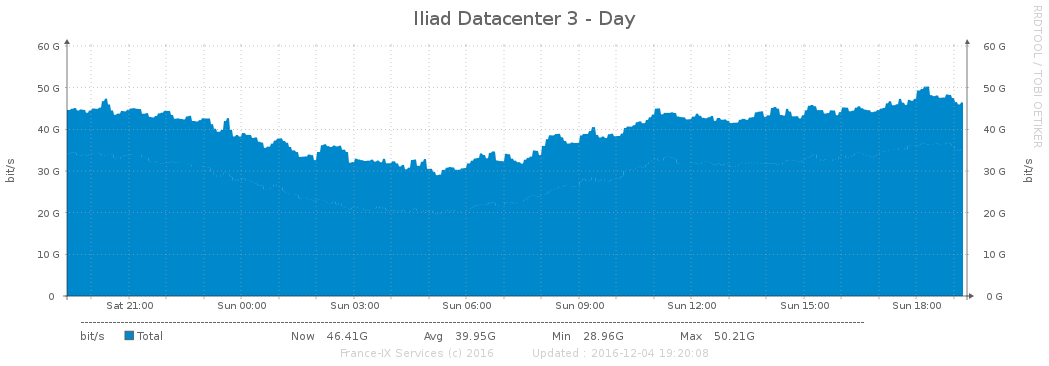 Iliad Datacenter 3 - Day
RRDTOOL / TOBI OETIKER
60 G 60 G
50 G 50 G
40 G 40 G
30 G 30 G
20 G 20 G
10 G 10 G
0 0 G
bit/s bit/s
Sat 21:00 Sun 00:00 Sun 03:00 Sun 06:00 Sun 09:00 Sun 12:00 Sun 15:00 Sun 18:00
bit/s Total Now 46.41G Avg 39.95G Min 28.96G Max 50.21G
France-IX Services (c) 2016 Updated : 2016-12-04 19:20:08